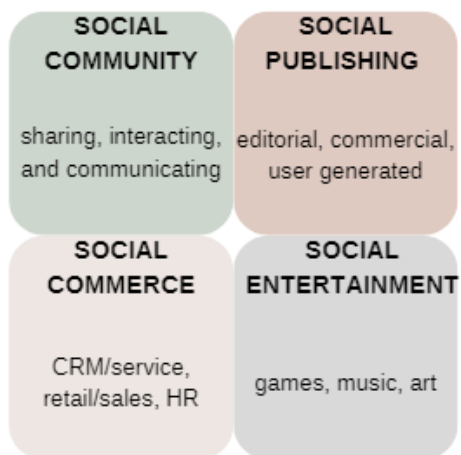 SOCIAL
COMMUNITY
sharing, interacting,
and communicating
SOCIAL
PUBLISHING
editorial, commercial,
user generated
SOCIAL
COMMERCE
CRM/service,
retail/sales, HR
SOCIAL
ENTERTAINMENT
games, music, art